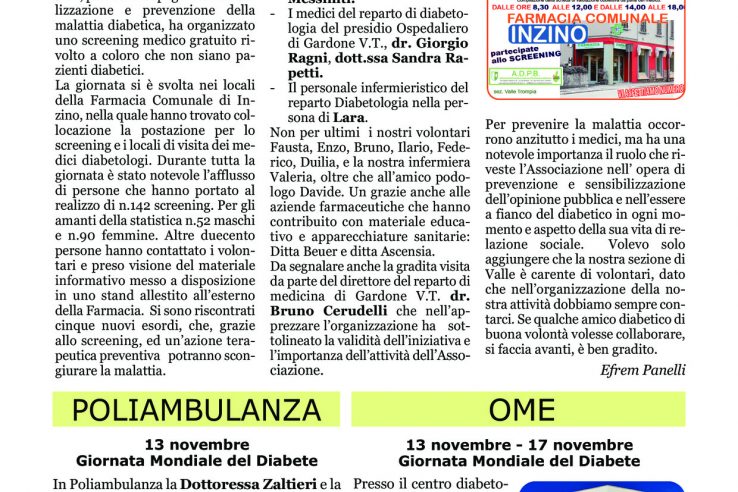 lizzazione e prevenzione della
malattia diabetica, ha organizzato
uno screening medico gratuito rivolto
a coloro che non siano pazienti
diabetici.
La giornata si è svolta nei locali
della Farmacia Comunale di Inzino,
nella quale hanno trovato collocazione
la postazione per lo
screening e i locali di visita dei medici
diabetologi. Durante tutta la
giornata è stato notevole l'afflusso
di persone che hanno portato al
realizzo di n.142 screening. Per gli
amanti della statistica n.52 maschi
e n.90 femmine. Altre duecento
persone hanno contattato i volontari
e preso visione del materiale
informativo messo a disposizione
in uno stand allestito all'esterno
della Farmacia. Si sono riscontrati
cinque nuovi esordi, che, grazie
allo screening, ed un'azione terapeutica
preventiva potranno scongiurare
la malattia.
- I medici del reparto di diabetologia
del presidio Ospedaliero
di Gardone V.T., dr. Giorgio
Ragni, dott.ssa Sandra Rapetti.
- Il personale infermieristico del
reparto Diabetologia nella persona
di Lara.
Non per ultimi i nostri volontari
Fausta, Enzo, Bruno, Ilario, Federico,
Duilia, e la nostra infermiera
Valeria, oltre che all'amico podologo
Davide. Un grazie anche alle
aziende farmaceutiche che hanno
contribuito con materiale educativo
e apparecchiature sanitarie:
Ditta Beuer e ditta Ascensia.
Da segnalare anche la gradita visita
da parte del direttore del reparto di
medicina di Gardone V.T. dr.
Bruno Cerudelli che nell'apprezzare
l'organizzazione ha sottolineato
la validità dell'iniziativa e
l'importanza dell'attività dell'Associazione.
DALLE ORE 8,30 - 12,00 E DALLE 14,00 ALLE 18,00
FARMACIA COMUNALE
INZINO
partecipate
allo SCREENING
A.D.P.B.
sez. Valle Trompia
VI ASPETTIAMO NUMEROSI
Per prevenire la malattia occorrono
anzitutto i medici, ma ha una
notevole importanza il ruolo che riveste
l'Associazione nell' opera di
prevenzione e sensibilizzazione
dell'opinione pubblica e nell'essere
a fianco del diabetico in ogni momento
e aspetto della sua vita di relazione
sociale. Volevo solo
aggiungere che la nostra sezione di
Valle è carente di volontari, dato
che nell'organizzazione della nostra
attività dobbiamo sempre contarci.
Se qualche amico diabetico di
buona volontà volesse collaborare,
si faccia avanti, è ben gradito.
Efrem Panelli
POLIAMBULANZA
13 novembre
Giornata Mondiale del Diabete
In Poliambulanza la Dottoressa Zaltieri e la
OME
13 novembre - 17 novembre
Giornata Mondiale del Diabete
Presso il centro diabeto-